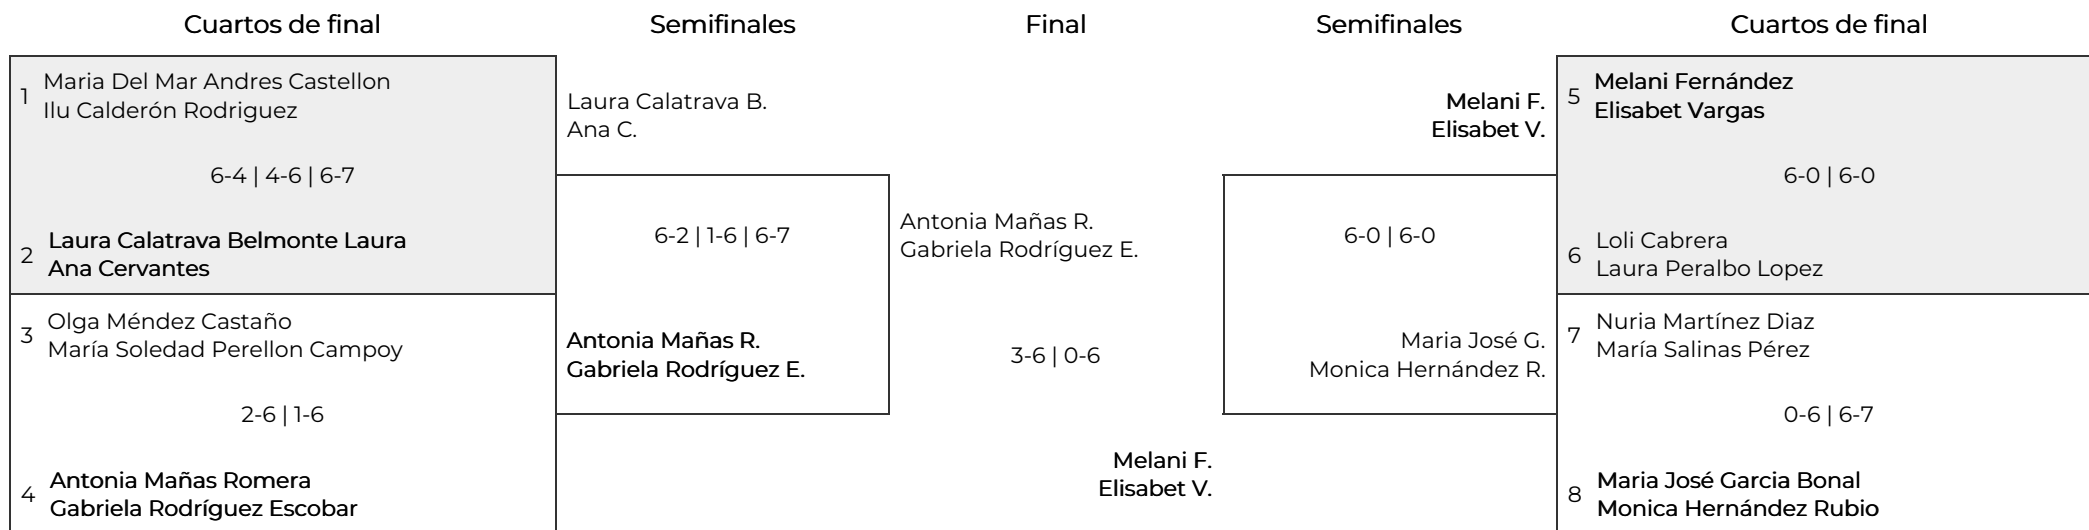 Cuartos de final
Semifinales
Final
Semifinales
Cuartos de final
1
Maria Del Mar Andres Castellon
Ilu Calderón Rodriguez
6-4 | 4-6 | 6-7
2
Laura Calatrava Belmonte Laura
Ana Cervantes
3
Olga Méndez Castaño
María Soledad Perellon Campoy
2-6 | 1-6
4
Antonia Mañas Romera
Gabriela Rodríguez Escobar
Laura Calatrava B.
Ana C.
6-2 | 1-6 | 6-7
Antonia Mañas R.
Gabriela Rodríguez E.
Antonia Mañas R.
Gabriela Rodríguez E.
3-6 | 0-6
Melani F.
Elisabet V.
Melani F.
Elisabet V.
6-0 | 6-0
Maria José G.
Monica Hernández R.
5
Melani Fernández
Elisabet Vargas
6-0 | 6-0
6
Loli Cabrera
Laura Peralbo Lopez
7
Nuria Martínez Diaz
María Salinas Pérez
0-6 | 6-7
8
Maria José Garcia Bonal
Monica Hernández Rubio